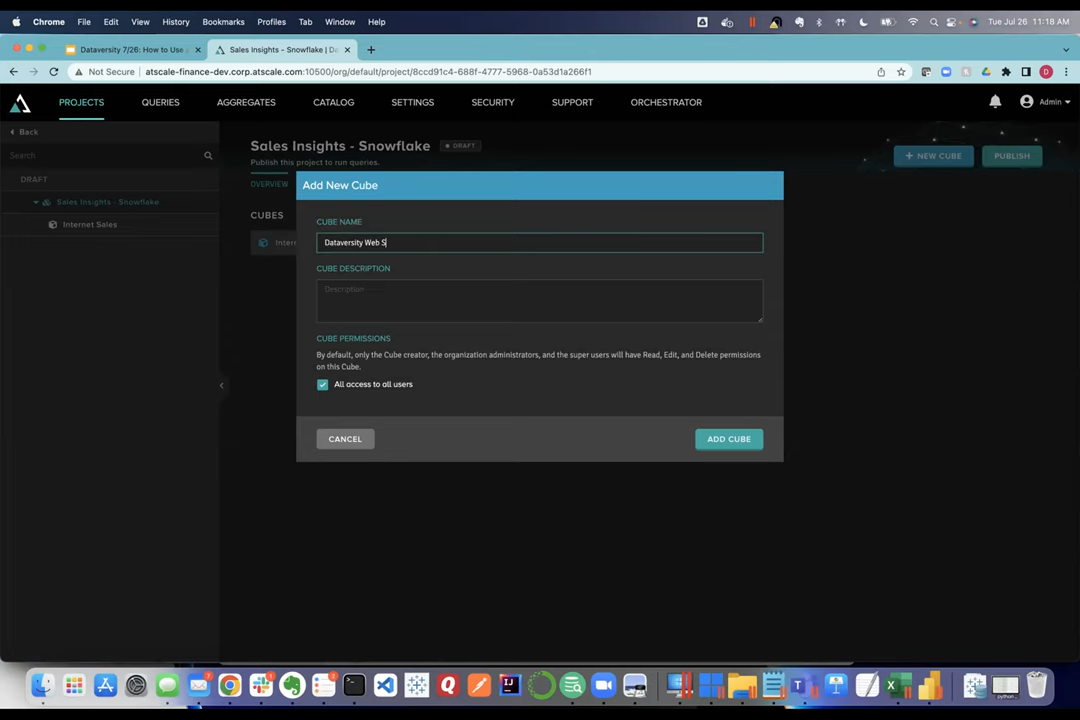 Chrome File Edit View History Bookmarks Profiles Tab Window Help Tue Jul 26 11:18 AM
Dataversity 7/26: How to Use Sales Insights - Snowflake | Da
Not Secure atscale-finance-dev.corp.atscale.com:10500/org/default/project/8ccd91c4-688f-4777-5968-0a53d1a266f1
PROJECTS QUERIES AGGREGATES CATALOG SETTINGS SECURITY SUPPORT ORCHESTRATOR Admin
Back
Search
DRAFT
Sales Insights - Snowflake
Internet Sales
Sales Insights - Snowflake DRAFT
Publish this project to run queries.
+ NEW CUBE PUBLISH
OVERVIEW
CUBES
Intern
Add New Cube
CUBE NAME
Dataversity Web S
CUBE DESCRIPTION
Description
CUBE PERMISSIONS
By default, only the Cube creator, the organization administrators, and the super users will have Read, Edit, and Delete permissions
on this Cube.
All access to all users
CANCEL ADD CUBE